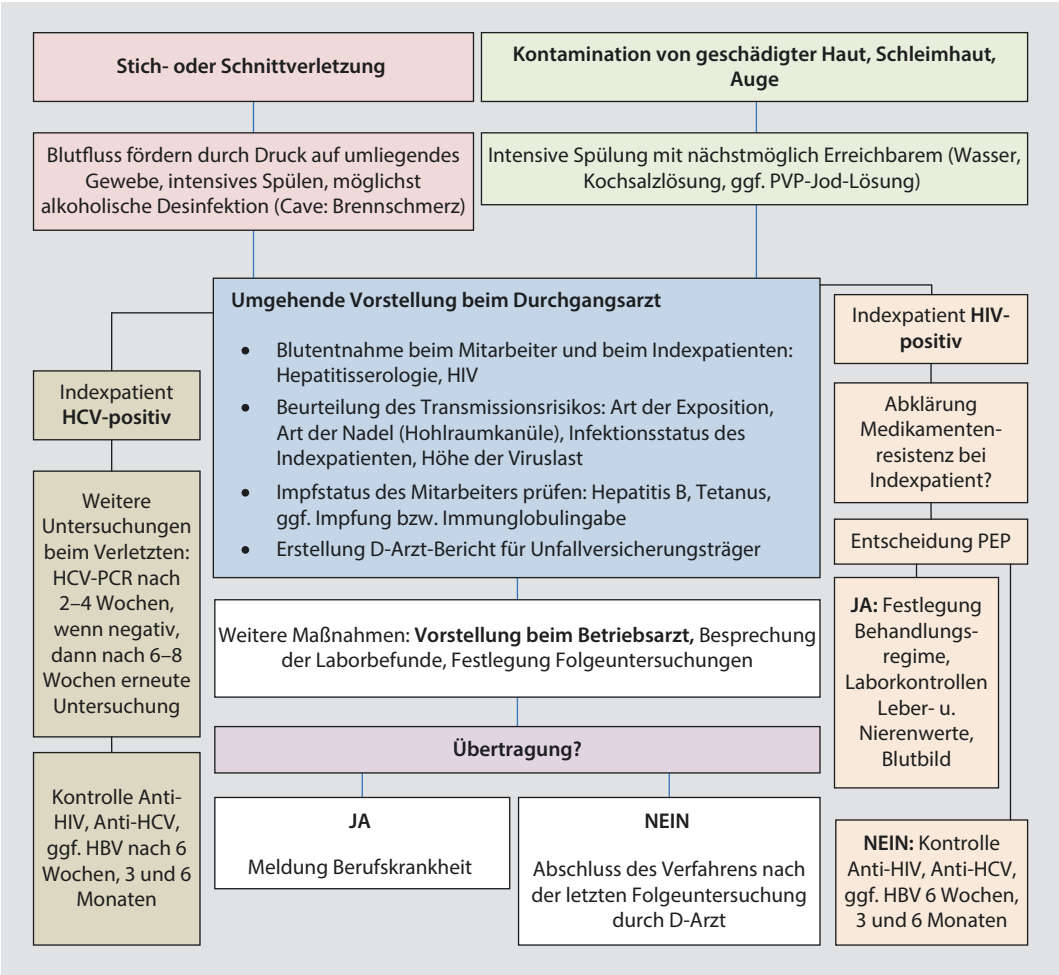 Stich- oder Schnittverletzung
Kontamination von geschädigter Haut, Schleimhaut,
Auge
Blutfluss fördern durch Druck auf umliegendes
Gewebe, intensives Spülen, möglichst
alkoholische Desinfektion (Cave: Brennschmerz)
Intensive Spülung mit nächstmöglich Erreichbarem (Wasser,
Kochsalzlösung, ggf. PVP-Jod-Lösung)
Umgehende Vorstellung beim Durchgangsarzt
• Blutentnahme beim Mitarbeiter und beim Indexpatienten:
Hepatitisserologie, HIV
• Beurteilung des Transmissionsrisikos: Art der Exposition,
Art der Nadel (Hohlraumkanüle), Infektionsstatus des
Indexpatienten, Höhe der Viruslast
• Impfstatus des Mitarbeiters prüfen: Hepatitis B, Tetanus,
ggf. Impfung bzw. Immunglobulingabe
• Erstellung D-Arzt-Bericht für Unfallversicherungsträger
Indexpatient
HCV-positiv
Weitere
Untersuchungen
beim Verletzten:
HCV-PCR nach
2–4 Wochen,
wenn negativ,
dann nach 6–8
Wochen erneute
Untersuchung
Kontrolle Anti-
HIV, Anti-HCV,
ggf. HBV nach 6
Wochen, 3 und 6
Monaten
Indexpatient HIV-
positiv
Abklärung
Medikamenten-
resistenz bei
Indexpatient?
Entscheidung PEP
JA: Festlegung
Behandlungs-
regime,
Laborkontrollen
Leber- u.
Nierenwerte,
Blutbild
NEIN: Kontrolle
Anti-HIV, Anti-HCV,
ggf. HBV 6 Wochen,
3 und 6 Monaten
Weitere Maßnahmen: Vorstellung beim Betriebsarzt, Besprechung
der Laborbefunde, Festlegung Folgeuntersuchungen
Übertragung?
JA
Meldung Berufskrankheit
NEIN
Abschluss des Verfahrens nach
der letzten Folgeuntersuchung
durch D-Arzt